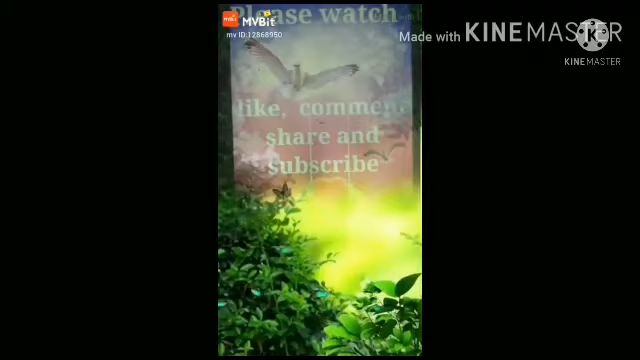 Please watch
MVBit
mv ID:12868950
like, comment
share and
subscribe
Made with KINEMASTER
KINEMASTER